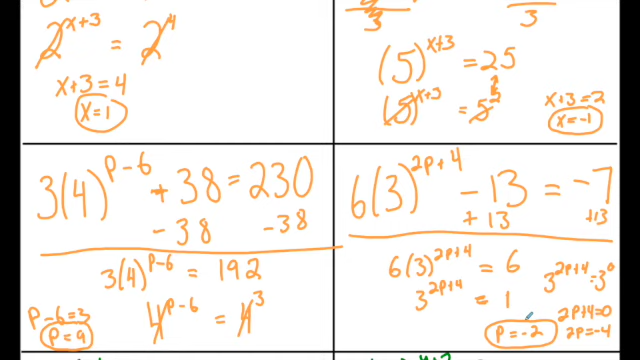 2^{x+3} = 2^4
x+3=4
x=1
3
3
(5)^{x+3} = 25
(5)^{x+3} = 5^2
x+3=2
x=-1
3(4)^{p-6} + 38 = 230
-38 -38
3(4)^{p-6} = 192
4^{p-6} = 4^3
p-6=3
p=9
6(3)^{2p+4} - 13 = -7
+13 +13
6(3)^{2p+4} = 6
3^{2p+4} = 1
3^{2p+4} = 3^0
2p+4=0
2p=-4
p=-2